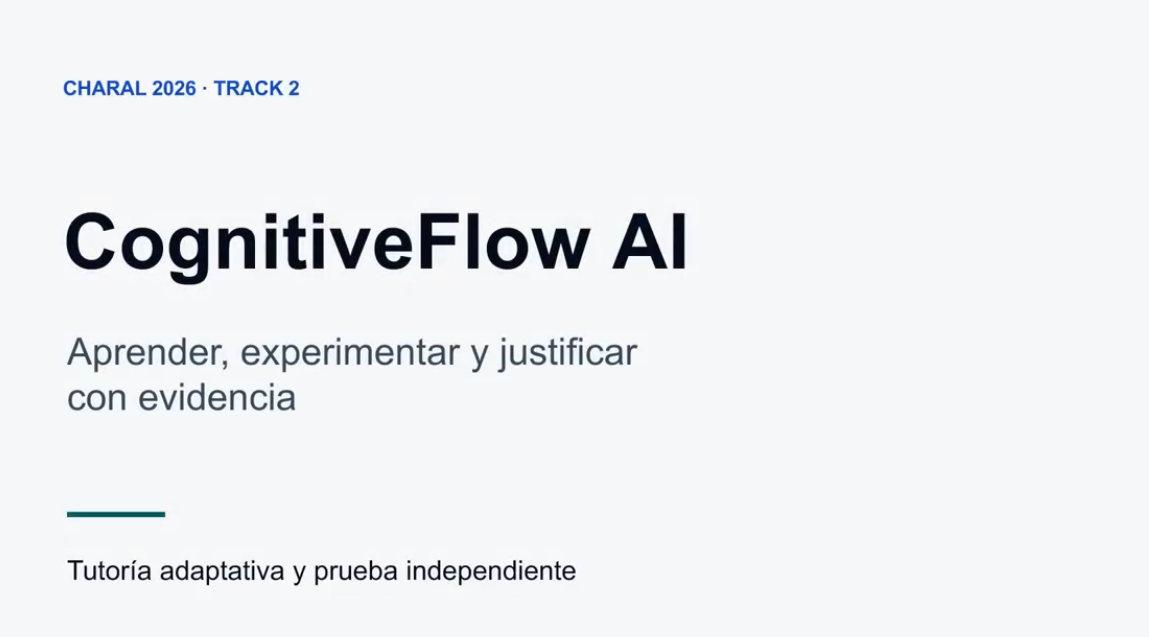 CHARAL 2026 · TRACK 2
CognitiveFlow AI
Aprender, experimentar y justificar
con evidencia
Tutoría adaptativa y prueba independiente